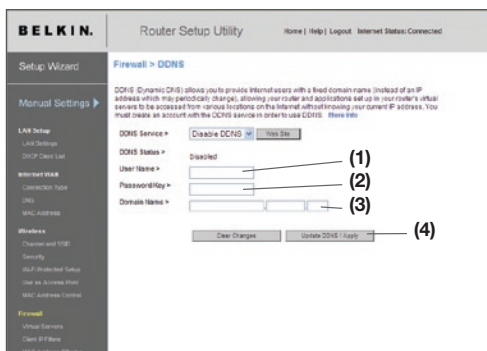 BELKIN.
Router Setup Utility
Home | Help | Logout Internet Status: Connected
Setup Wizard
Manual Settings
LAN Setup
LAN Settings
DHCP Client List
Internet WAN
Connection Type
DNS
MAC Address
Wireless
Channel and SSID
Security
Wi-Fi Protected Setup
Use as Access Point
MAC Address Control
Firewall
Virtual Servers
Client IP Filters
Firewall > DDNS
DDNS (Dynamic DNS) allows you to provide Internet users with a fixed domain name (instead of an IP
address which may periodically change), allowing your router and applications set up in your router's virtual
servers to be accessed from various locations on the Internet without knowing your current IP address. You
must create an account with the DDNS service in order to use DDNS. More Info
DDNS Service > Disable DDNS Web Site
DDNS Status > Disabled
User Name > (1)
Password/Key > (2)
Domain Name > (3)
Clear Changes Update DDNS / Apply (4)